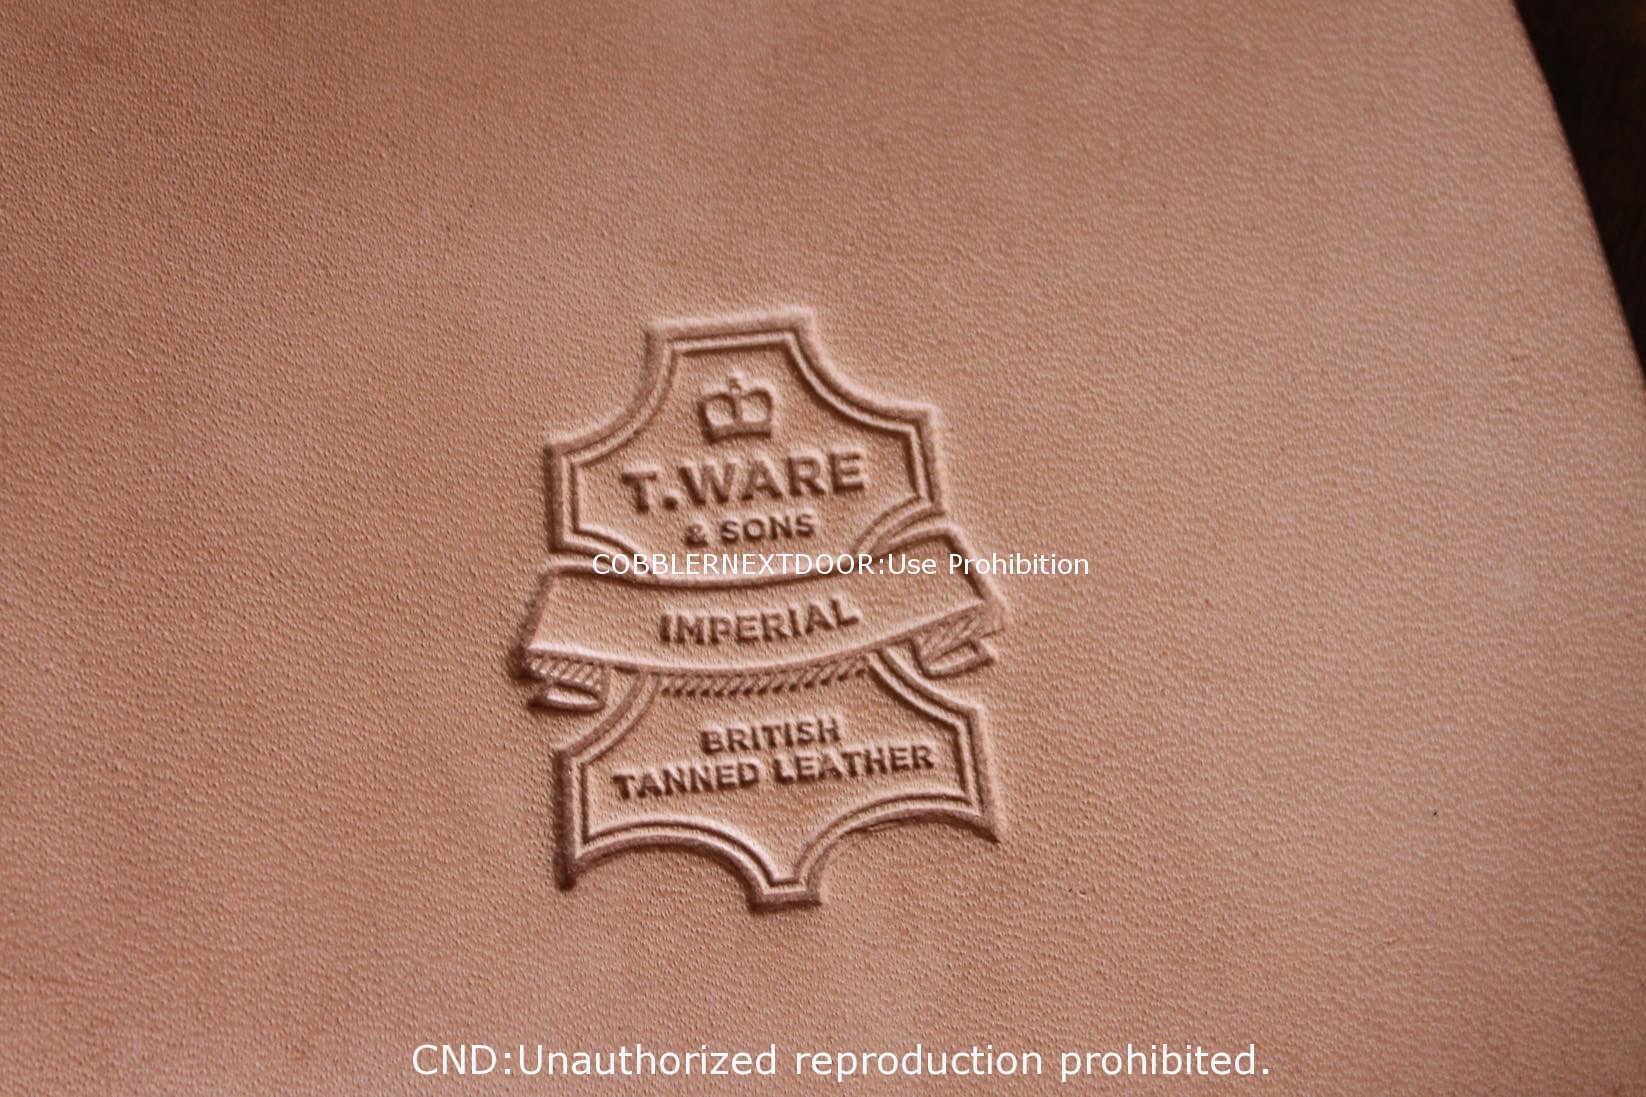 T.WARE
& SONS
COBBLERNEXTDOOR:Use Prohibition
IMPERIAL
BRITISH
TANNED LEATHER
CND:Unauthorized reproduction prohibited.